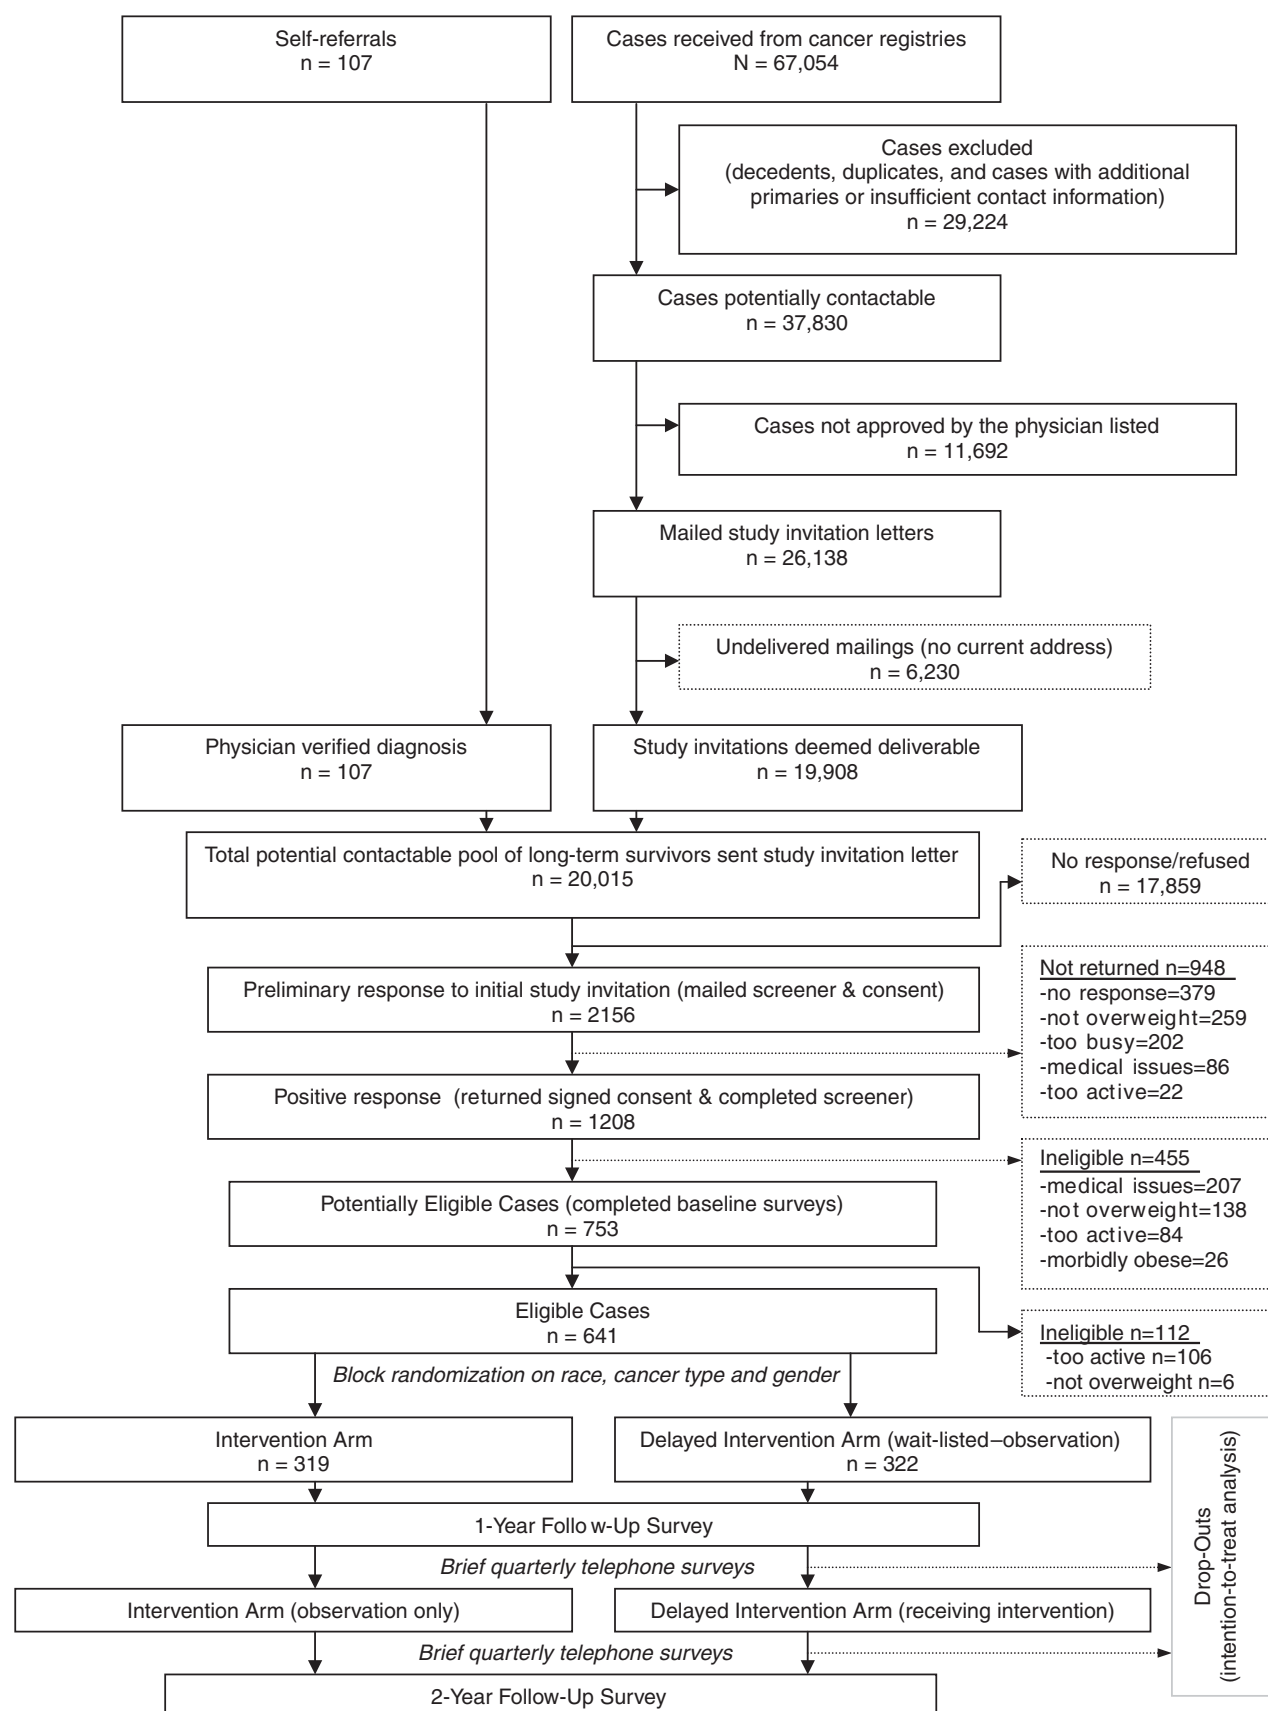 Self-referrals
n = 107
Cases received from cancer registries
N = 67,054
Cases excluded
(decedents, duplicates, and cases with additional
primaries or insufficient contact information)
n = 29,224
Cases potentially contactable
n = 37,830
Cases not approved by the physician listed
n = 11,692
Mailed study invitation letters
n = 26,138
Undelivered mailings (no current address)
n = 6,230
Physician verified diagnosis
n = 107
Study invitations deemed deliverable
n = 19,908
Total potential contactable pool of long-term survivors sent study invitation letter
n = 20,015
No response/refused
n = 17,859
Preliminary response to initial study invitation (mailed screener & consent)
n = 2156
Not returned n=948
-no response=379
-not overweight=259
-too busy=202
-medical issues=86
-too active=22
Positive response (returned signed consent & completed screener)
n = 1208
Ineligible n=455
-medical issues=207
-not overweight=138
-too active=84
-morbidly obese=26
Potentially Eligible Cases (completed baseline surveys)
n = 753
Eligible Cases
n = 641
Ineligible n=112
-too active n=106
-not overweight n=6
Block randomization on race, cancer type and gender
Intervention Arm
n = 319
Delayed Intervention Arm (wait-listed–observation)
n = 322
1-Year Follow-Up Survey
Brief quarterly telephone surveys
Intervention Arm (observation only)
Delayed Intervention Arm (receiving intervention)
Brief quarterly telephone surveys
2-Year Follow-Up Survey
Drop-Outs
(intention-to-treat analysis)